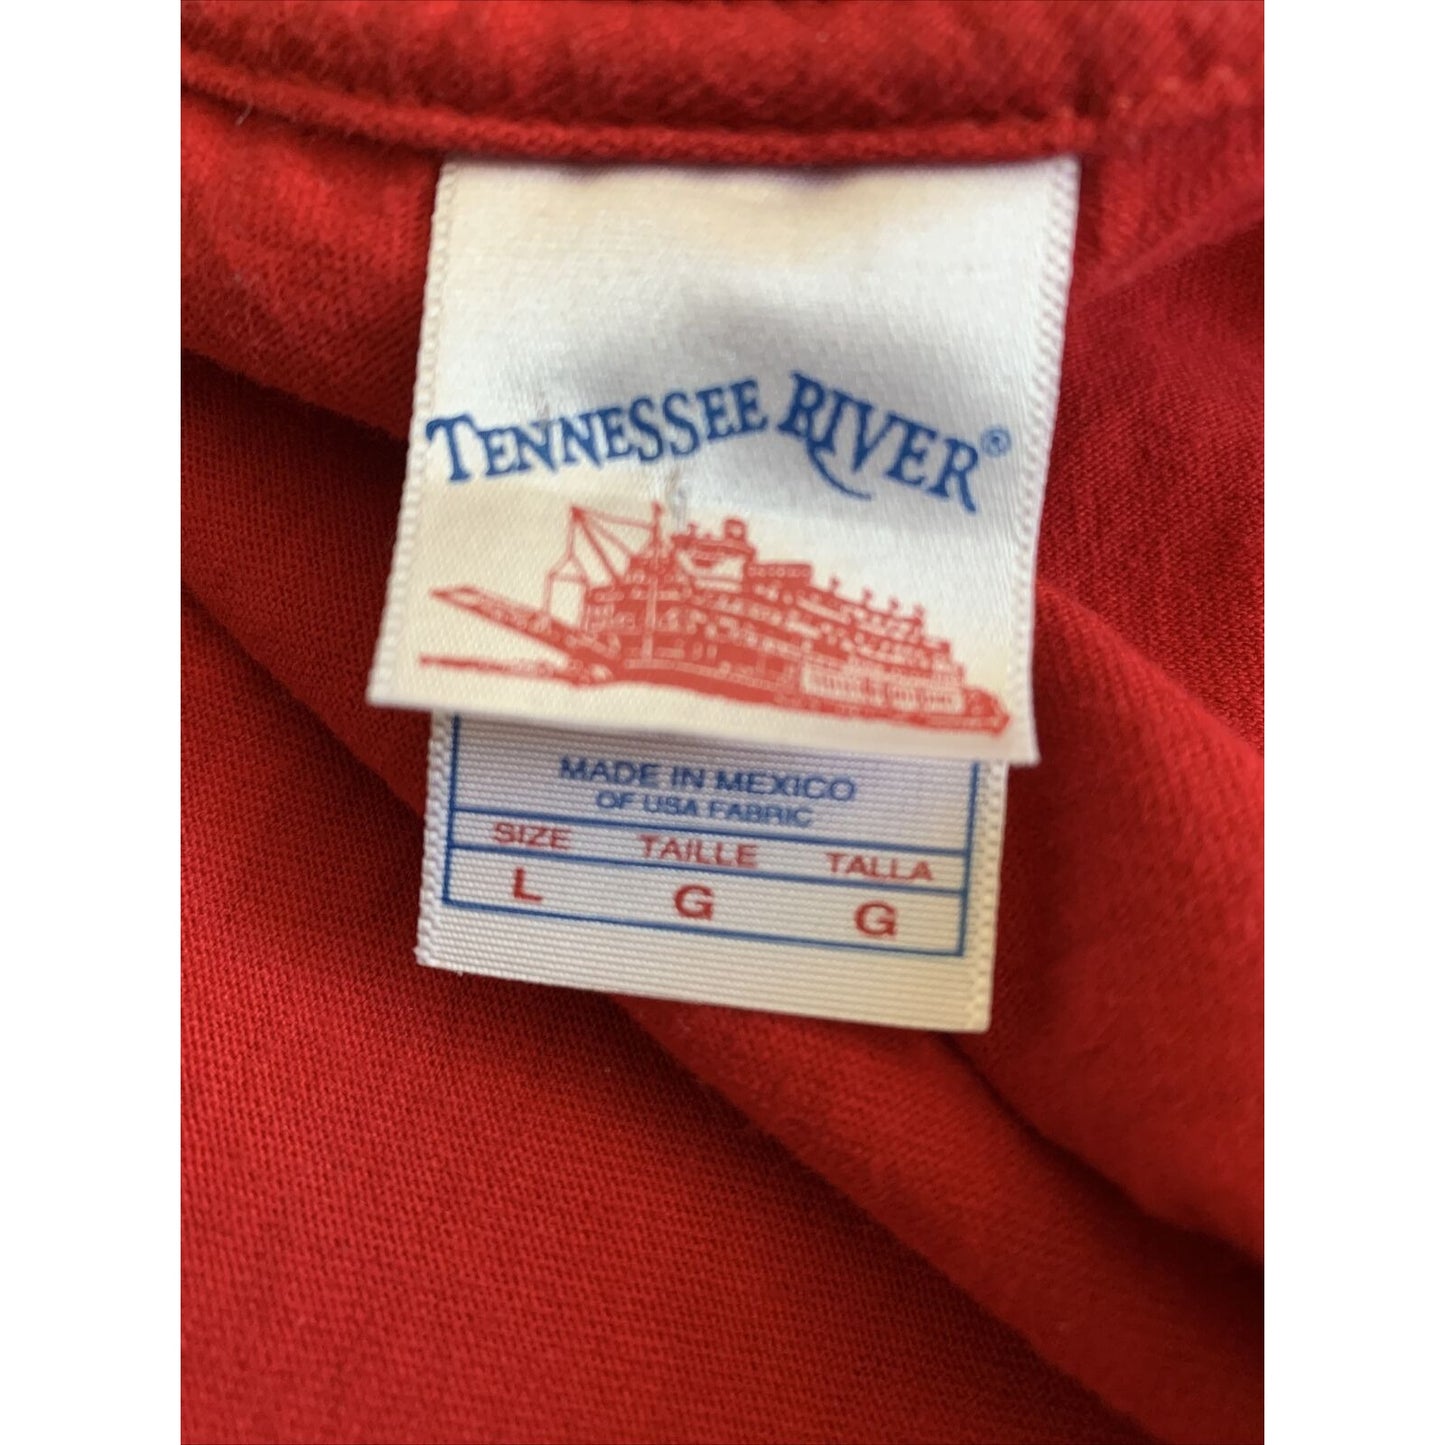 TENNESSEE RIVER®
MADE IN MEXICO
OF USA FABRIC
SIZE TAILLE TALLA
L G G